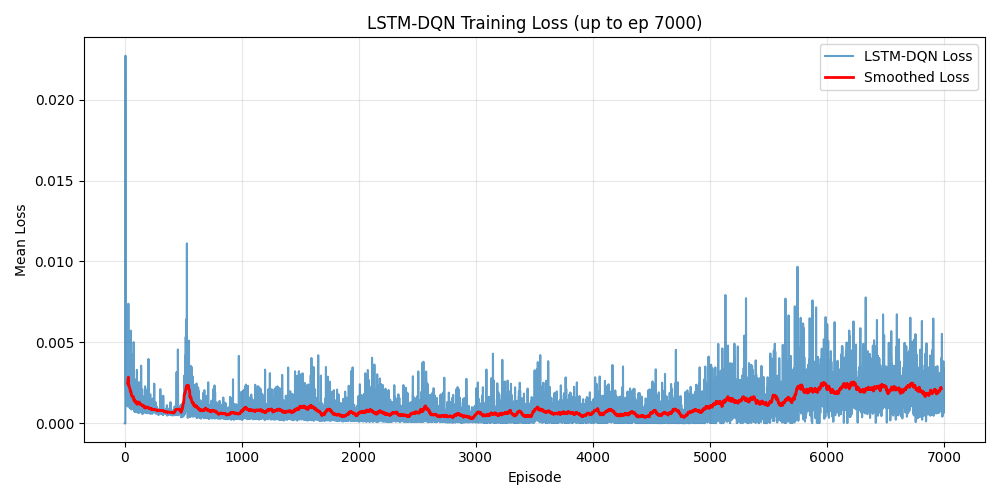 LSTM-DQN Training Loss (up to ep 7000)
LSTM-DQN Loss
Smoothed Loss
Mean Loss
0.020
0.015
0.010
0.005
0.000
0 1000 2000 3000 4000 5000 6000 7000
Episode